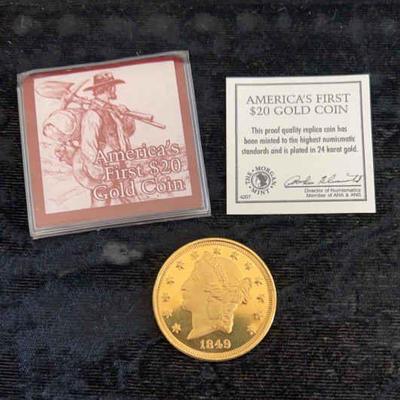 America's
First $20
Gold Coin
AMERICA'S FIRST
$20 GOLD COIN
This proof quality replica coin has
been minted to the highest numismatic
standards and is plated in 24 karat gold.
THE MORGAN MINT
Director of Numismatics
Member of ANA & ANS
4207
1849